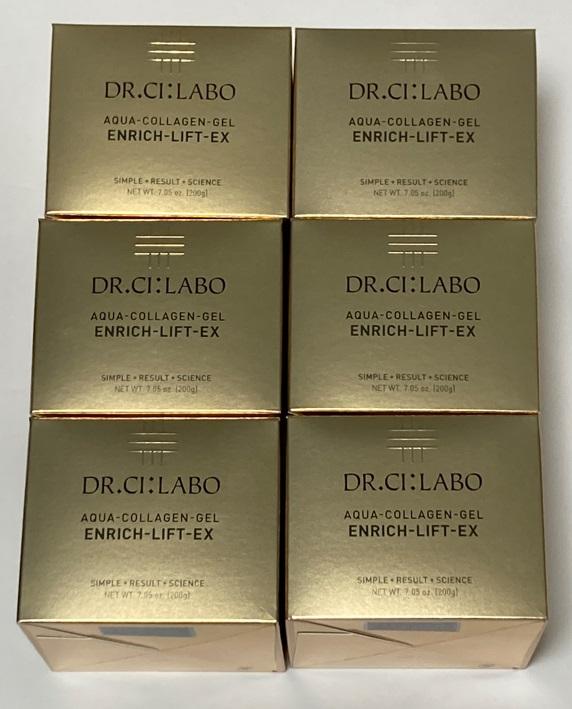 DR.CI:LABO
AQUA-COLLAGEN-GEL
ENRICH-LIFT-EX
SIMPLE + RESULT + SCIENCE
NET WT. 7.05 oz. [200g]
DR.CI:LABO
AQUA-COLLAGEN-GEL
ENRICH-LIFT-EX
SIMPLE + RESULT + SCIENCE
NET WT. 7.05 oz. [200g]
DR.CI:LABO
AQUA-COLLAGEN-GEL
ENRICH-LIFT-EX
SIMPLE + RESULT + SCIENCE
NET WT. 7.05 oz. [200g]
DR.CI:LABO
AQUA-COLLAGEN-GEL
ENRICH-LIFT-EX
SIMPLE + RESULT + SCIENCE
NET WT. 7.05 oz. [200g]
DR.CI:LABO
AQUA-COLLAGEN-GEL
ENRICH-LIFT-EX
SIMPLE + RESULT + SCIENCE
NET WT. 7.05 oz. [200g]
DR.CI:LABO
AQUA-COLLAGEN-GEL
ENRICH-LIFT-EX
SIMPLE + RESULT + SCIENCE
NET WT. 7.05 oz. [200g]